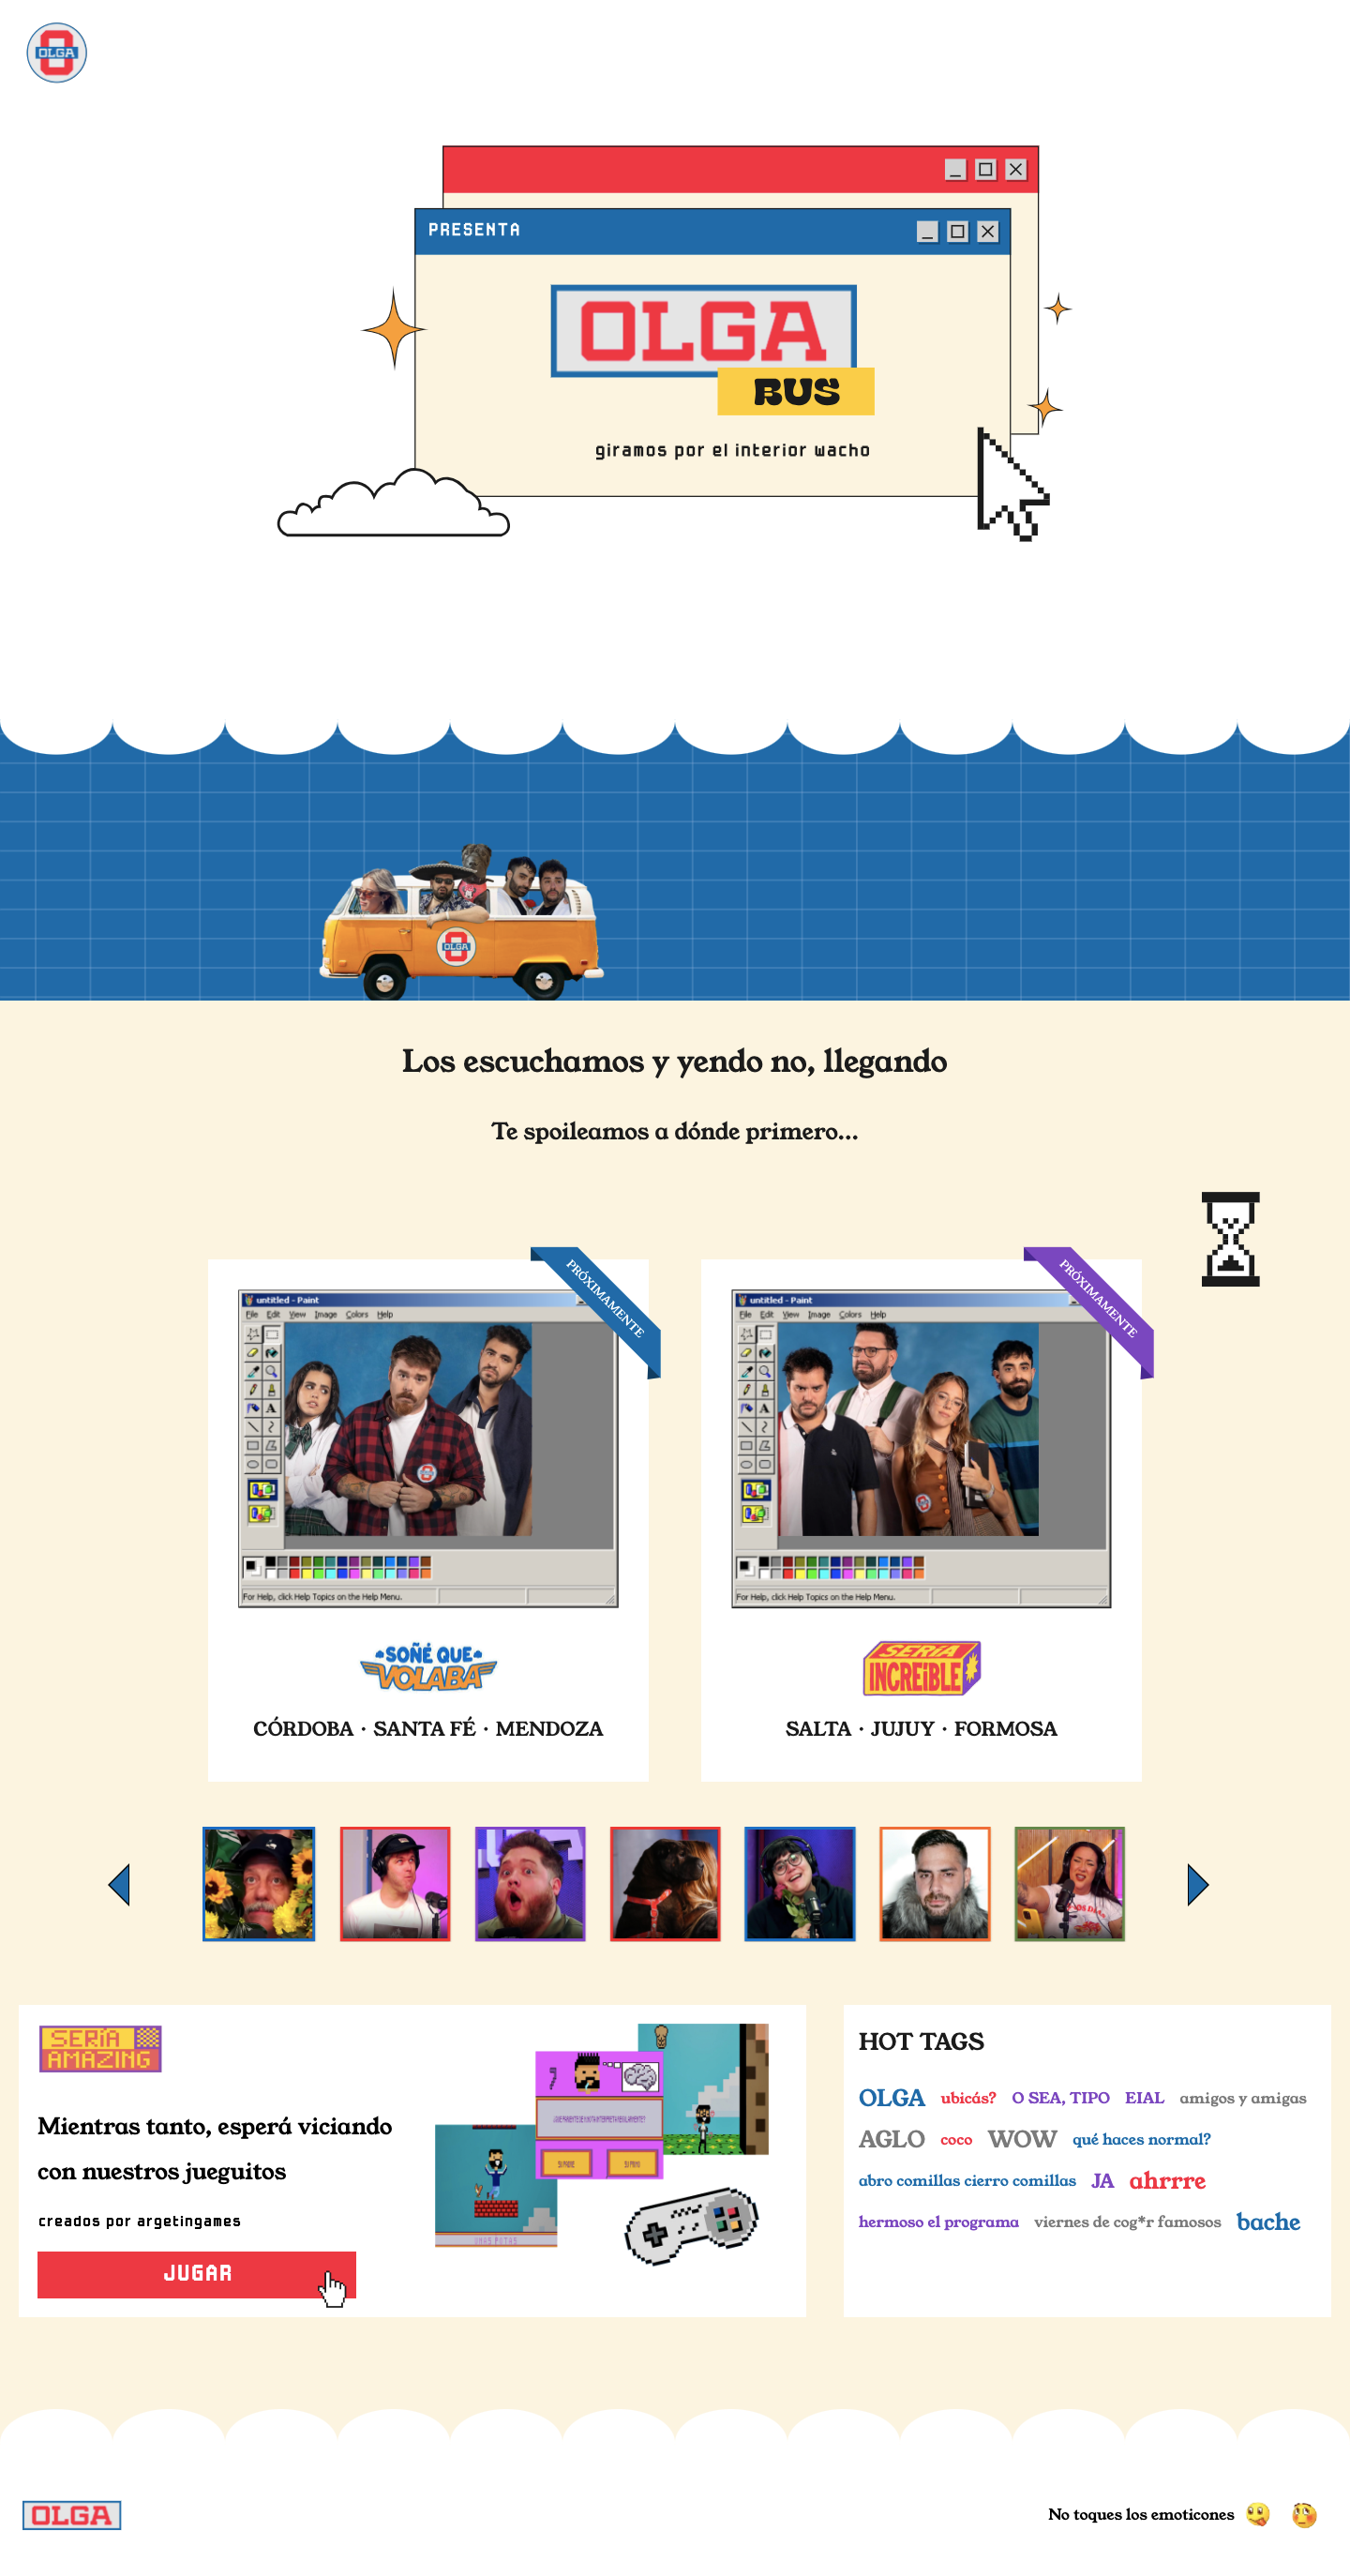 OLGA
PRESENTA
OLGA
BUS
giramos por el interior wacho
OLGA
Los escuchamos y yendo no, llegando
Te spoileamos a dónde primero...
PRÓXIMAMENTE
untitled - Paint
File Edit View Image Colors Help
For Help, click Help Topics on the Help Menu.
SOÑÉ QUE
VOLABA
CÓRDOBA · SANTA FÉ · MENDOZA
PRÓXIMAMENTE
untitled - Paint
File Edit View Image Colors Help
For Help, click Help Topics on the Help Menu.
SERÍA
INCREÍBLE
SALTA · JUJUY · FORMOSA
SERÍA
AMAZING
Mientras tanto, esperá viciando
con nuestros jueguitos
creados por argetingames
JUGAR
HOT TAGS
OLGA ubicás? O SEA, TIPO EIAL amigos y amigas
AGLO coco WOW qué haces normal?
abro comillas cierro comillas JA ahrrre
hermoso el programa viernes de cog*r famosos bache
OLGA
No toques los emoticones